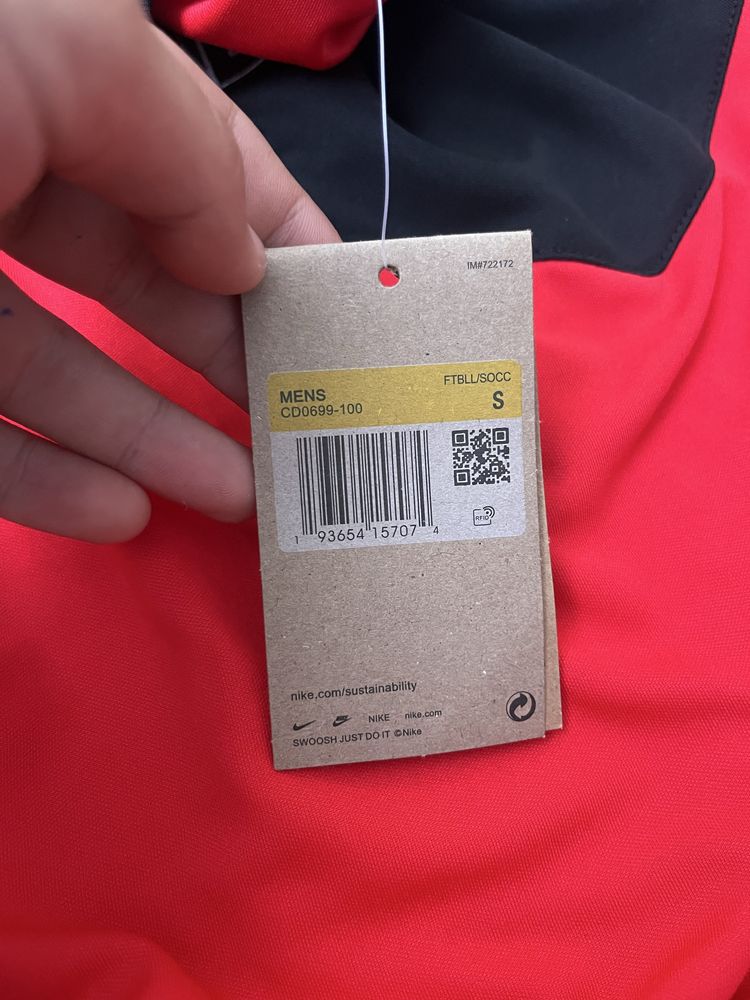 IM#722172
FTBLL/SOCC
MENS
CD0699-100
S
1 93654 15707 4
RFID
nike.com/sustainability
NIKE nike.com
SWOOSH JUST DO IT ©Nike